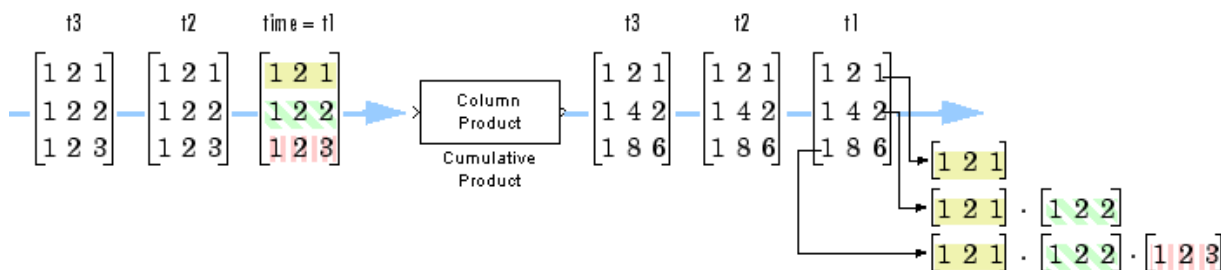 t3 t2 time = t1 t3 t2 t1
1 2 1 1 2 1 1 2 1 1 2 1 1 2 1 1 2 1
1 2 2 1 2 2 1 2 2 Column 1 4 2 1 4 2 1 4 2
1 2 3 1 2 3 1 2 3 Product 1 8 6 1 8 6 1 8 6
Cumulative
Product
[1 2 1]
[1 2 1] · [1 2 2]
[1 2 1] · [1 2 2] · [1 2 3]